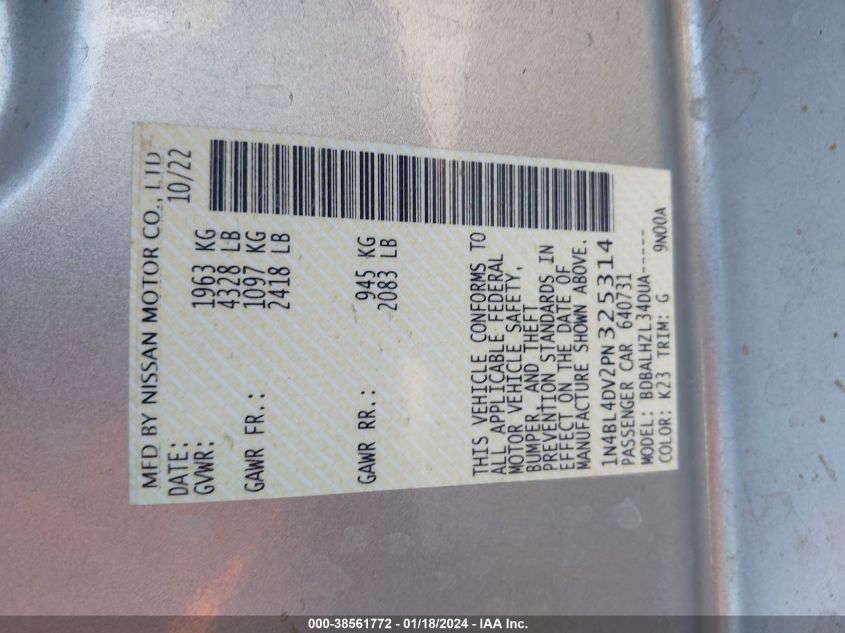 MFD BY NISSAN MOTOR CO., LTD
DATE: 10/22
GVWR: 1963 KG
4328 LB
GAWR FR.: 1097 KG
2418 LB
GAWR RR.: 945 KG
2083 LB
THIS VEHICLE CONFORMS TO
ALL APPLICABLE FEDERAL
MOTOR VEHICLE SAFETY,
BUMPER, AND THEFT
PREVENTION STANDARDS IN
EFFECT ON THE DATE OF
MANUFACTURE SHOWN ABOVE.
1N4BL4DV2PN325314
PASSENGER CAR 640731
MODEL: BDBALHZL34DUA-----
COLOR: K23 TRIM: G 9N00A
000-38561772 - 01/18/2024 - IAA Inc.